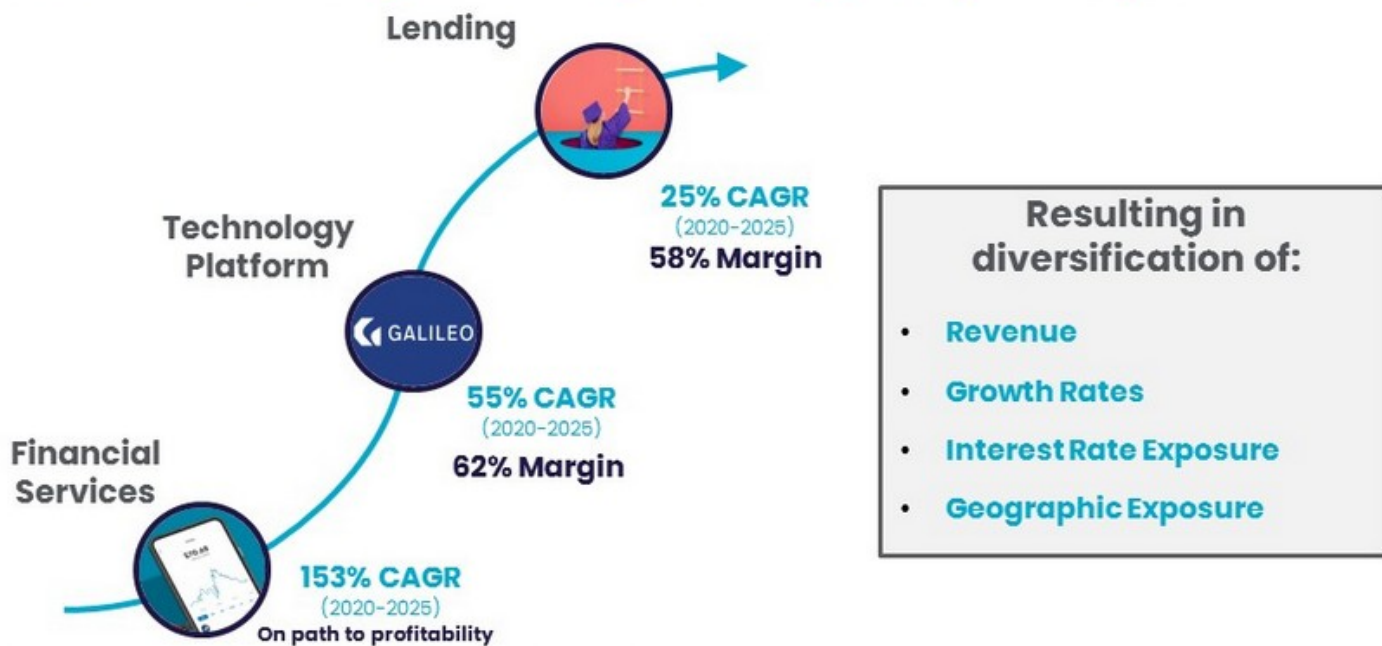 Lending
25% CAGR
(2020-2025)
58% Margin
Technology
Platform
GALILEO
55% CAGR
(2020-2025)
62% Margin
Financial
Services
$70.68
153% CAGR
(2020-2025)
On path to profitability
Resulting in
diversification of:
• Revenue
• Growth Rates
• Interest Rate Exposure
• Geographic Exposure